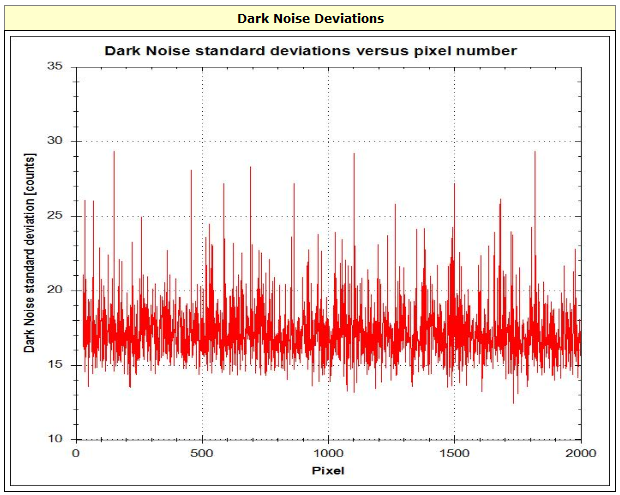 Dark Noise Deviations
Dark Noise standard deviations versus pixel number
35
30
25
20
15
10
Dark Noise standard deviation [counts]
0 500 1000 1500 2000
Pixel